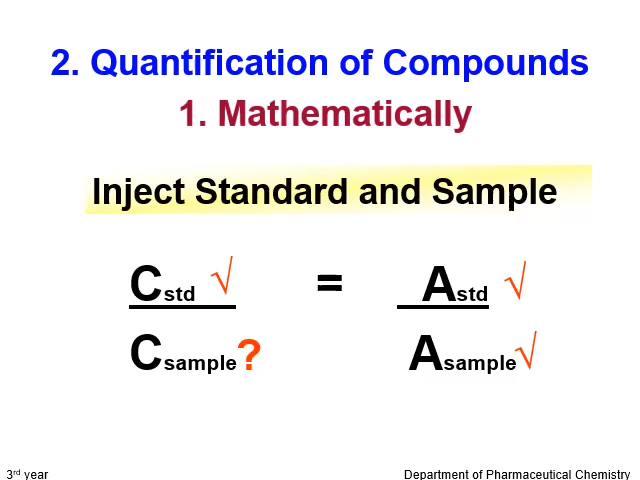 2. Quantification of Compounds
1. Mathematically
Inject Standard and Sample
Cstd √ = Astd √
Csample? Asample√
3rd year Department of Pharmaceutical Chemistry